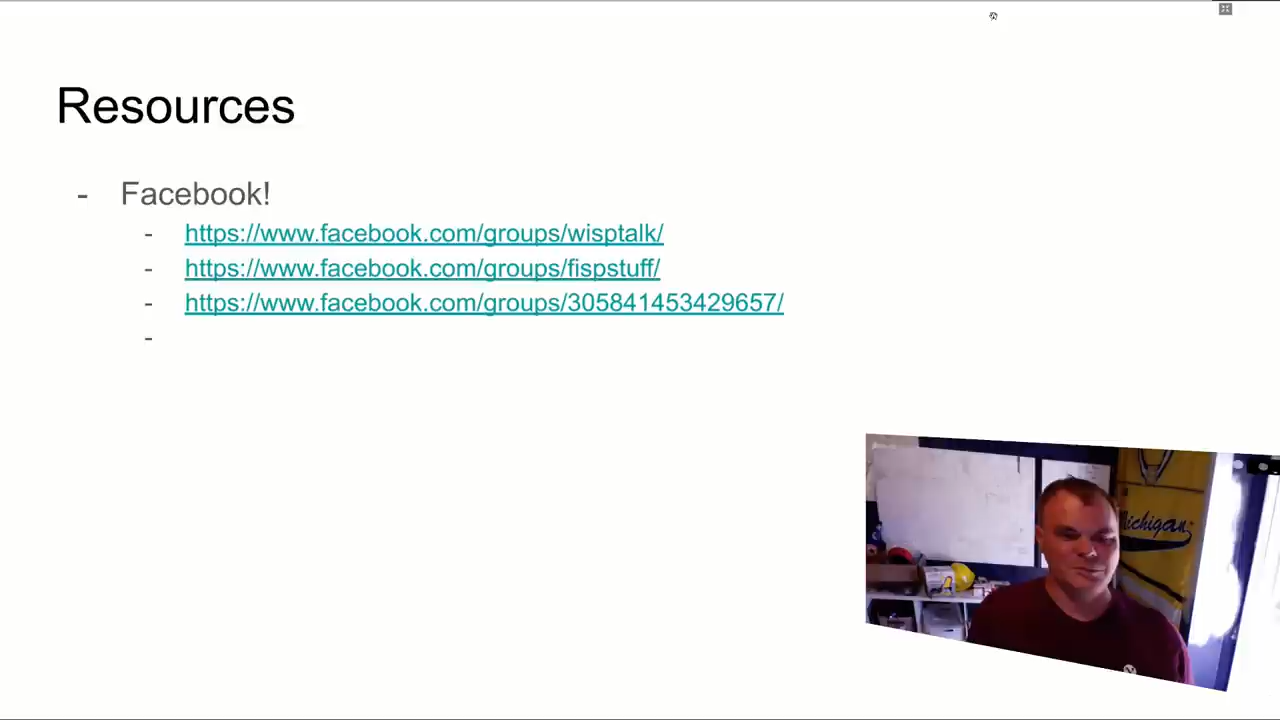 Resources
- Facebook!
- https://www.facebook.com/groups/wisptalk/
- https://www.facebook.com/groups/fispstuff/
- https://www.facebook.com/groups/305841453429657/
-
Michigan